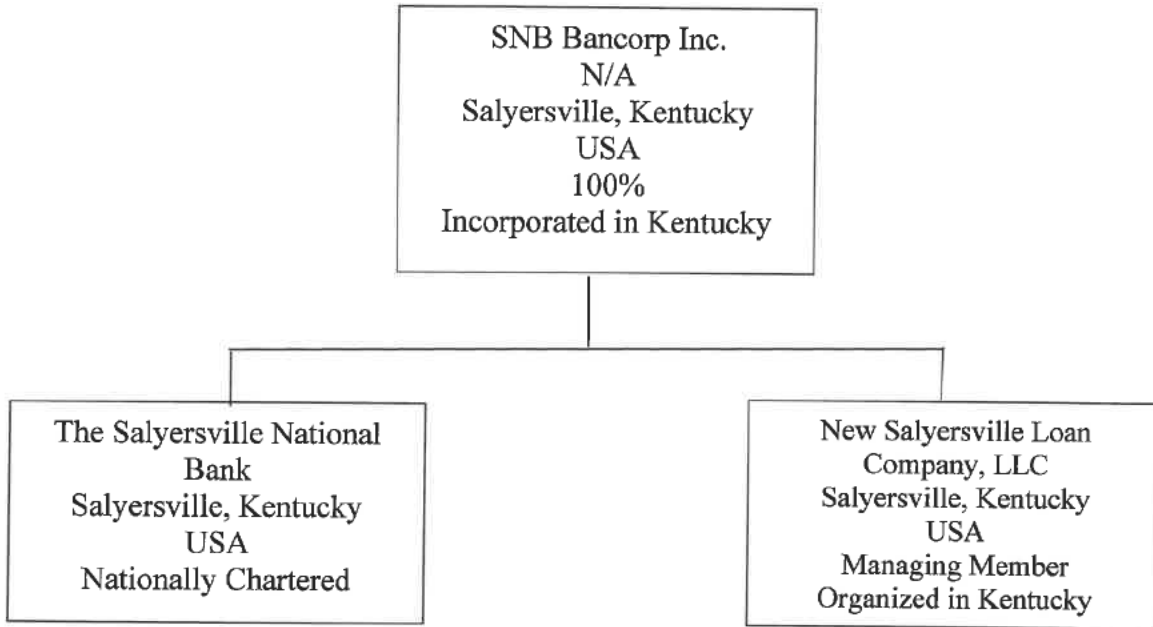 SNB Bancorp Inc.
N/A
Salyersville, Kentucky
USA
100%
Incorporated in Kentucky
The Salyersville National
Bank
Salyersville, Kentucky
USA
Nationally Chartered
New Salyersville Loan
Company, LLC
Salyersville, Kentucky
USA
Managing Member
Organized in Kentucky